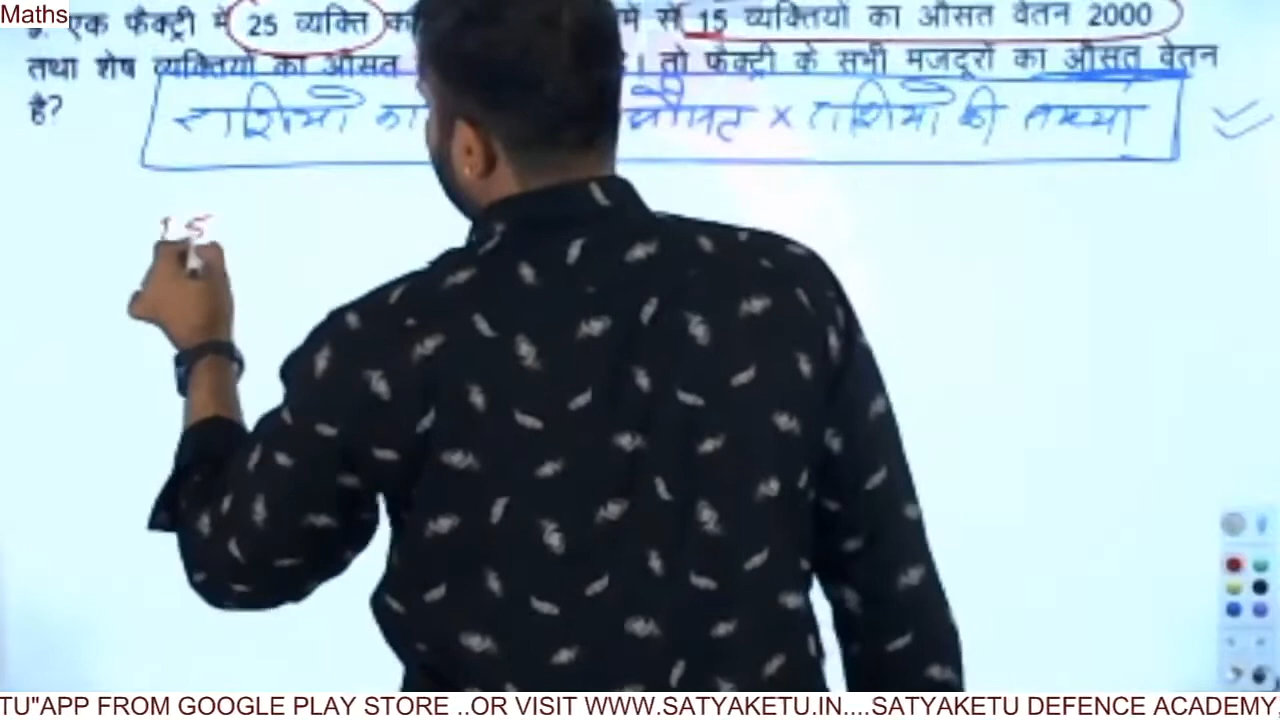 Maths
एक फैक्ट्री में 25 व्यक्ति में से 15 व्यक्तियों का औसत वेतन 2000
तथा शेष व्यक्तियों का औसत है। तो फैक्ट्री के सभी मजदूरों का औसत वेतन
है?
राशियों का × राशियों की संख्या
15
TU"APP FROM GOOGLE PLAY STORE ..OR VISIT WWW.SATYAKETU.IN....SATYAKETU DEFENCE ACADEMY,